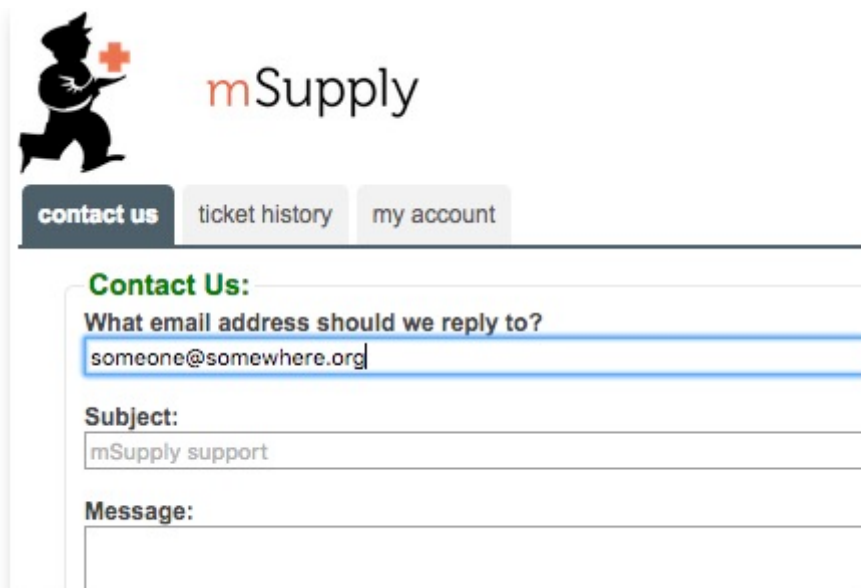 mSupply
contact us ticket history my account
Contact Us:
What email address should we reply to?
someone@somewhere.org
Subject:
mSupply support
Message: